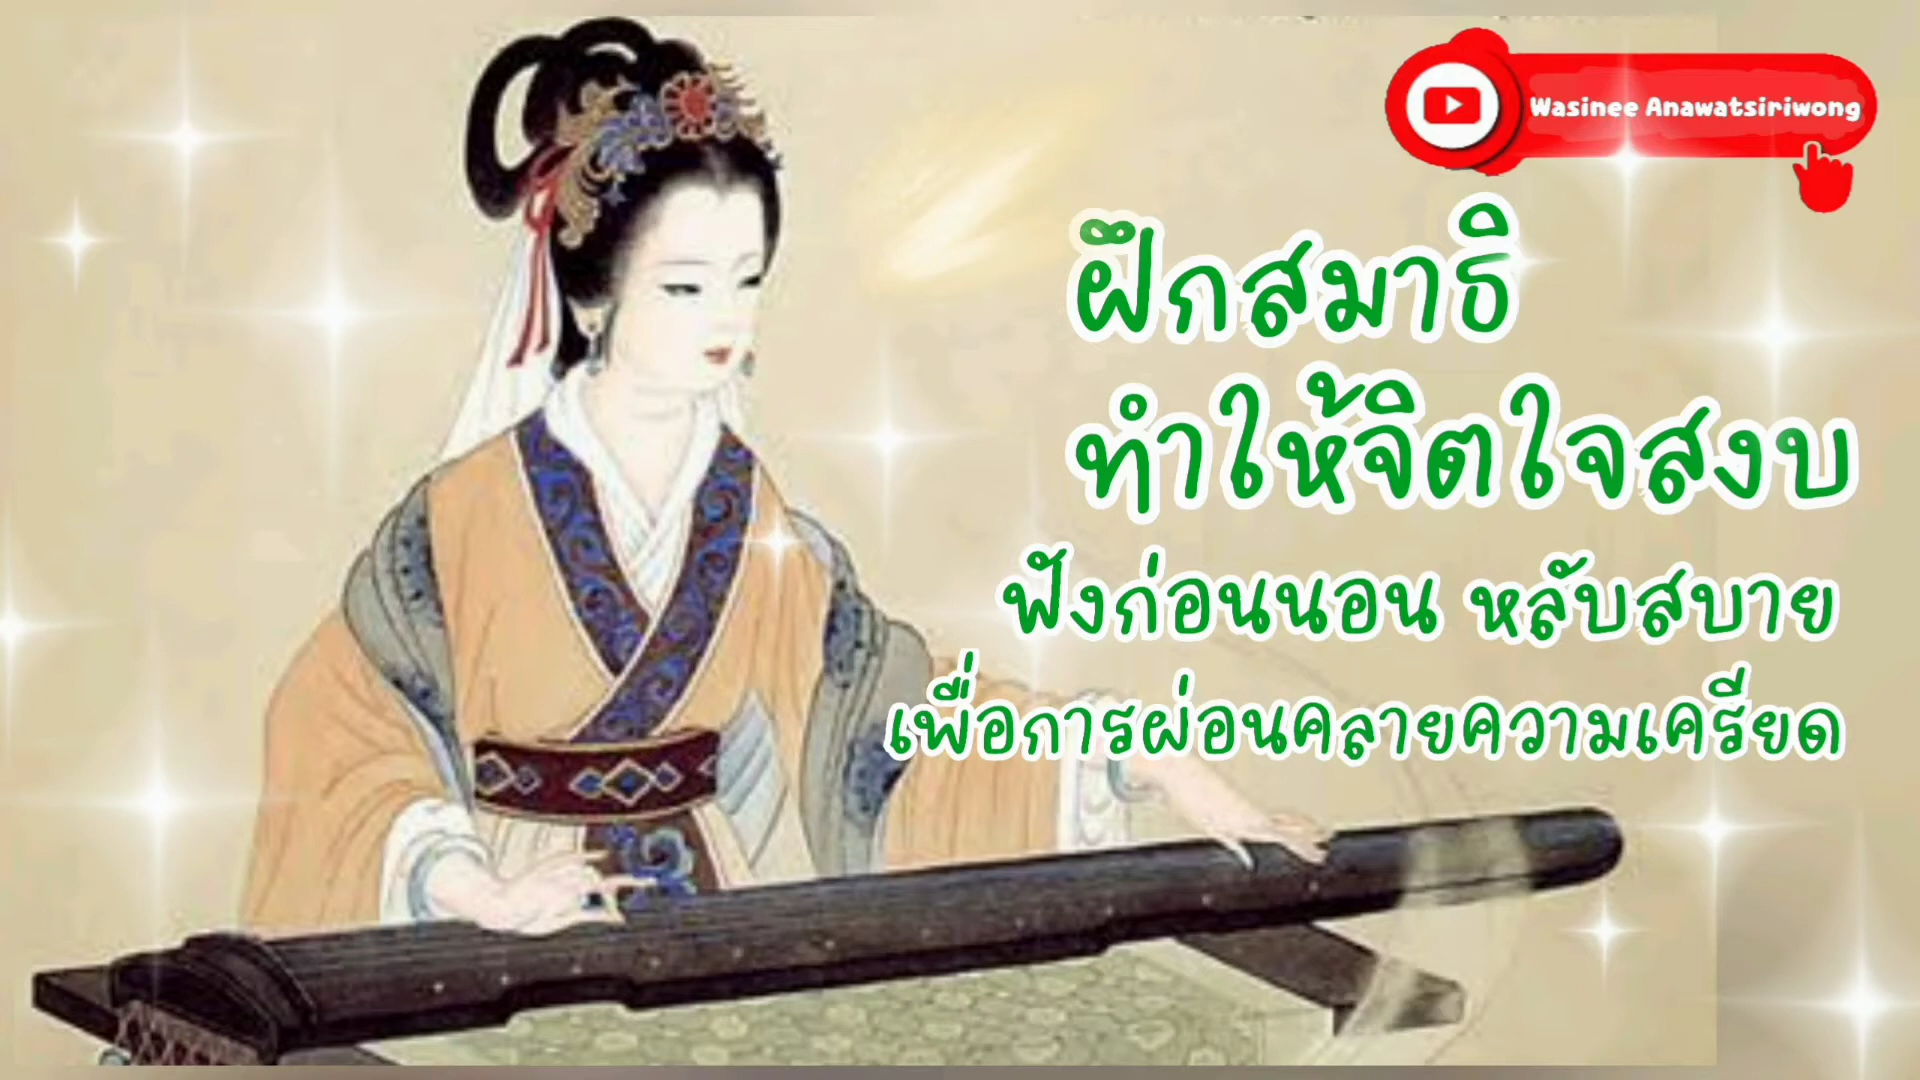 Wasinee Anawatsiriwong
ฝึกสมาธิ
ทำให้จิตใจสงบ
ฟังก่อนนอน หลับสบาย
เพื่อการผ่อนคลายความเครียด